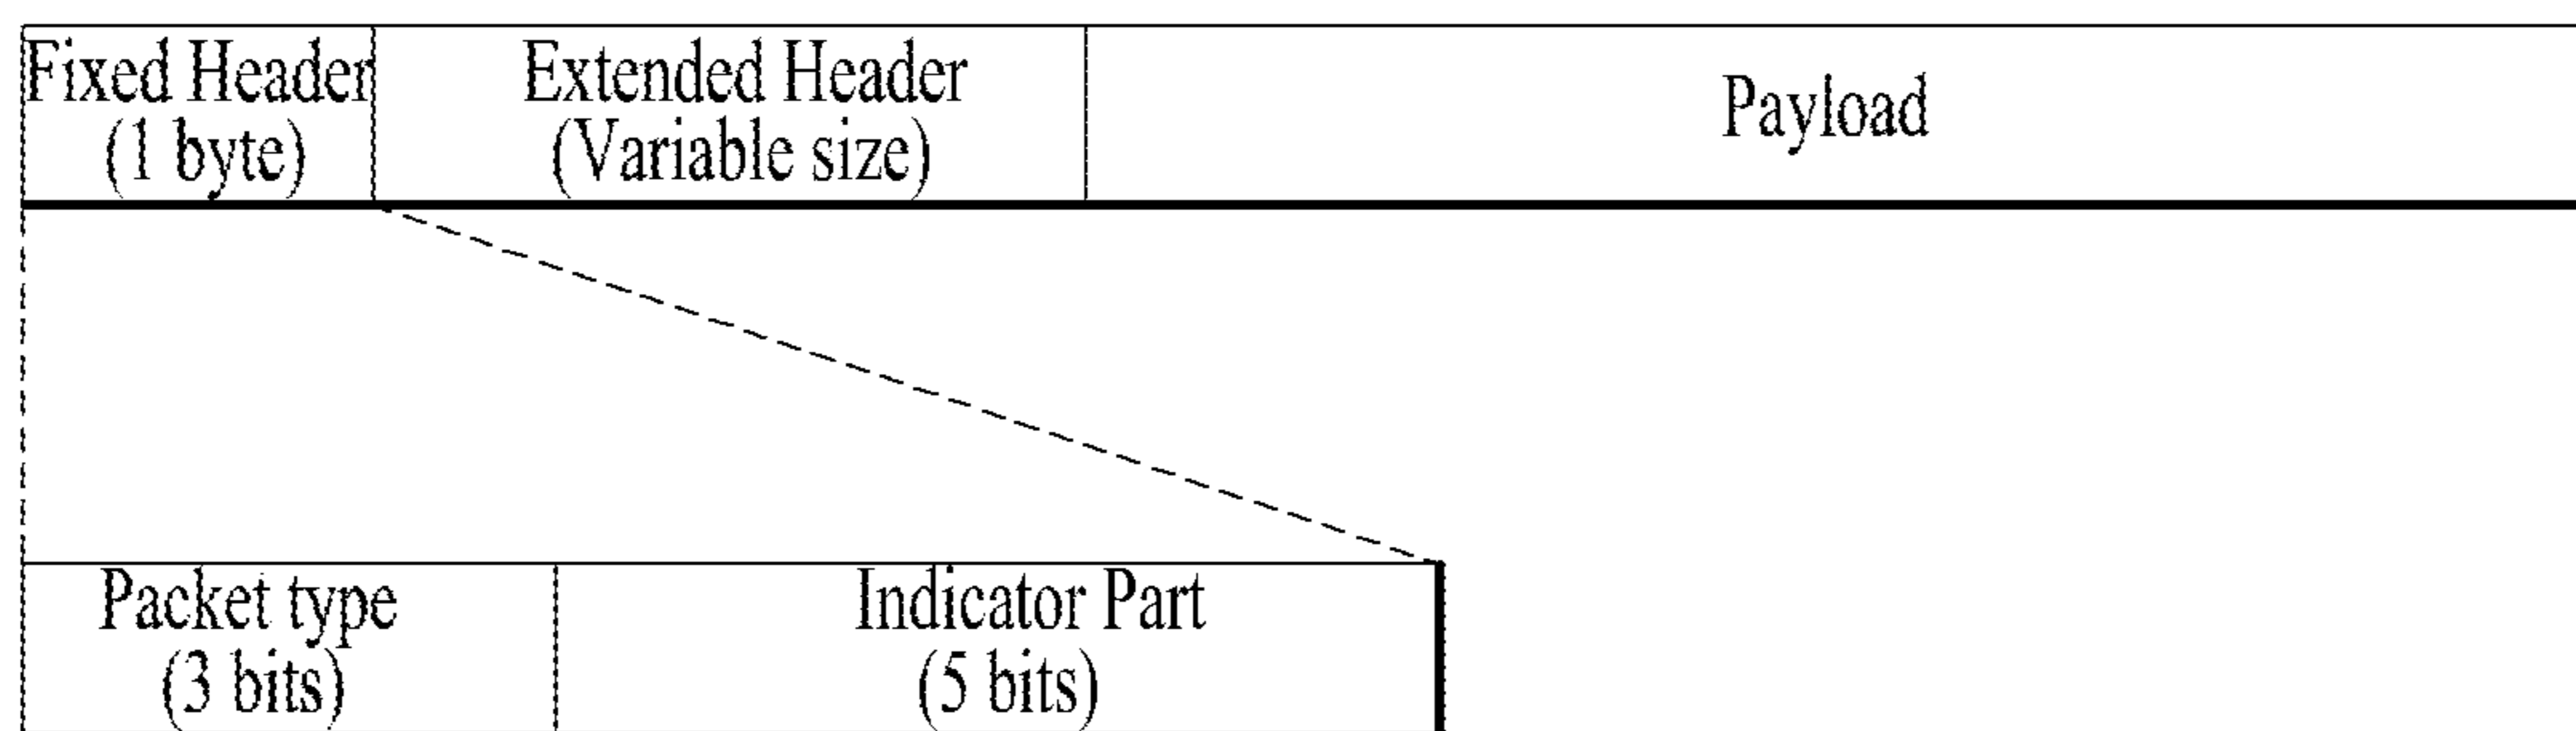 Fixed Header
(1 byte)
Extended Header
(Variable size)
Payload
Packet type
(3 bits)
Indicator Part
(5 bits)